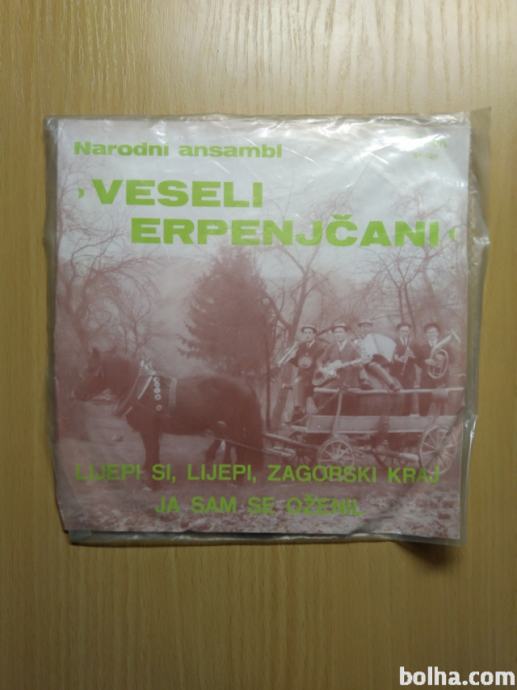 Narodni ansambl
›VESELI
ERPENJČANI‹
LIJEPI SI, LIJEPI, ZAGORSKI KRAJ
JA SAM SE OŽENIL
bolha.com